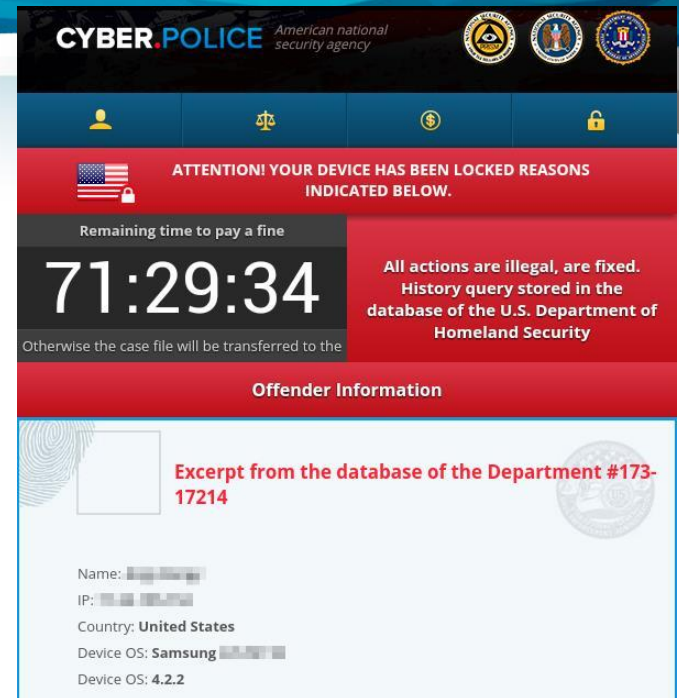 CYBER.POLICE
American national
security agency
ATTENTION! YOUR DEVICE HAS BEEN LOCKED REASONS
INDICATED BELOW.
Remaining time to pay a fine
71:29:34
Otherwise the case file will be transferred to the
All actions are illegal, are fixed.
History query stored in the
database of the U.S. Department of
Homeland Security
Offender Information
Excerpt from the database of the Department #173-
17214
Name:
IP:
Country: United States
Device OS: Samsung
Device OS: 4.2.2